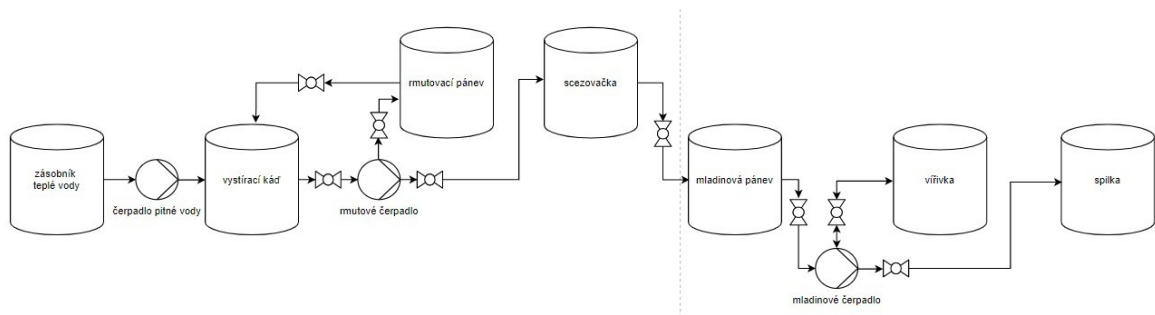 zásobník
teplé vody
čerpadlo pitné vody
vystírací káď
rmutovací pánev
rmutové čerpadlo
scezovačka
mladinová pánev
mladinové čerpadlo
vířivka
spilka